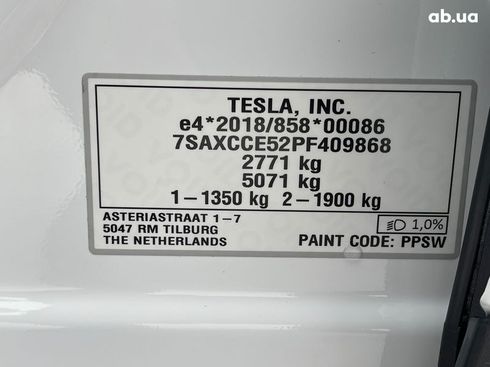 ab.ua
TESLA, INC.
e4*2018/858*00086
7SAXCCE52PF409868
2771 kg
5071 kg
1–1350 kg 2–1900 kg
ASTERIASTRAAT 1–7
5047 RM TILBURG
THE NETHERLANDS
1,0%
PAINT CODE: PPSW